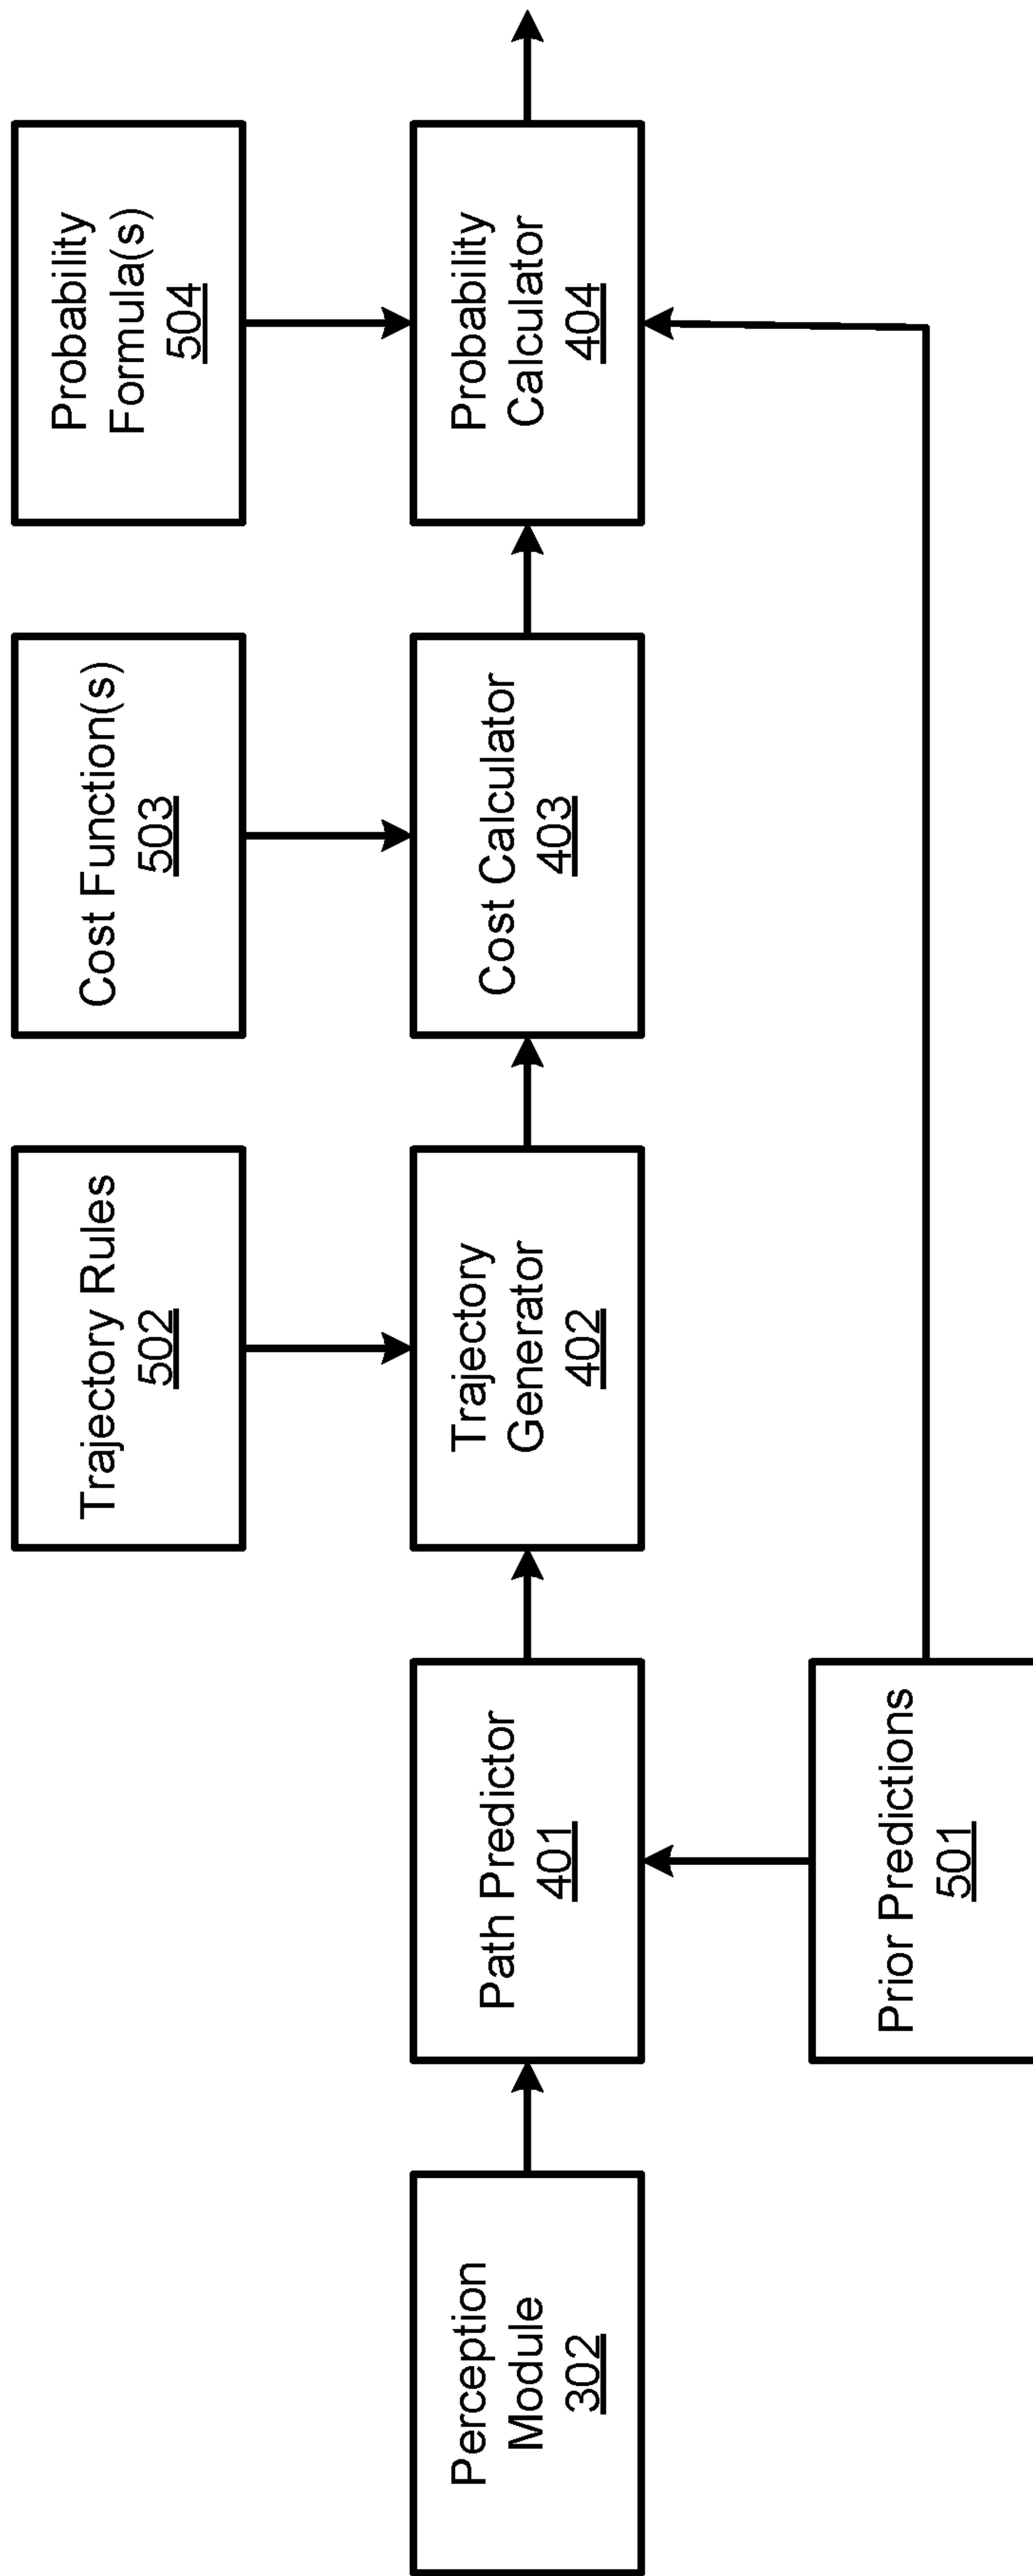 Trajectory Rules
502
Cost Function(s)
503
Probability
Formula(s)
504
Perception
Module
302
Path Predictor
401
Trajectory
Generator
402
Cost Calculator
403
Probability
Calculator
404
Prior Predictions
501